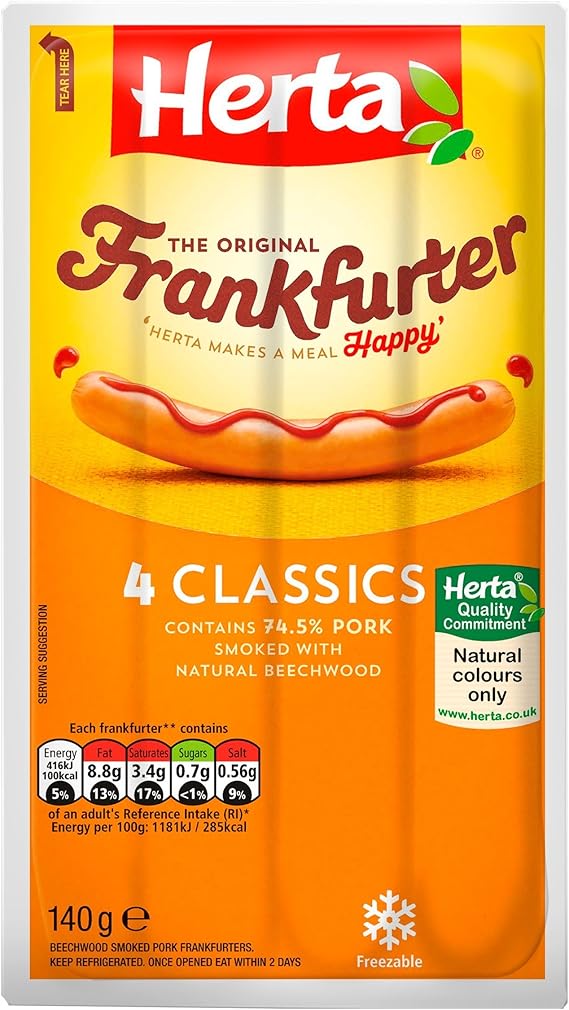 TEAR HERE
Herta
®
THE ORIGINAL
Frankfurter
‘HERTA MAKES A MEAL Happy’
4 CLASSICS
CONTAINS 74.5% PORK
SMOKED WITH
NATURAL BEECHWOOD
Herta®
Quality
Commitment
Natural
colours
only
www.herta.co.uk
SERVING SUGGESTION
Each frankfurter** contains
Energy Fat Saturates Sugars Salt
416kJ
100kcal 8.8g 3.4g 0.7g 0.56g
5% 13% 17% <1% 9%
of an adult's Reference Intake (RI)*
Energy per 100g: 1181kJ / 285kcal
140g e
Freezable
BEECHWOOD SMOKED PORK FRANKFURTERS.
KEEP REFRIGERATED. ONCE OPENED EAT WITHIN 2 DAYS